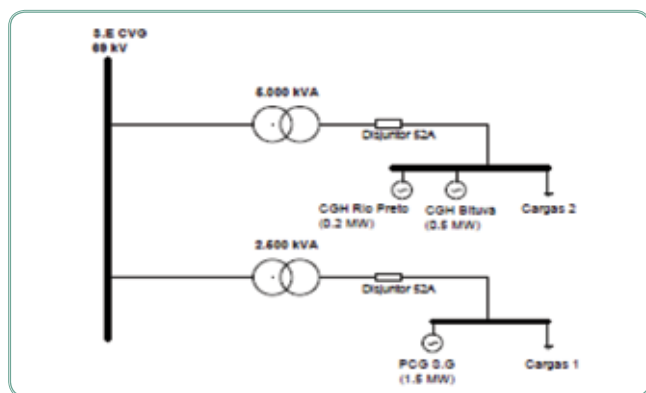 S.E CVG
69 kV
5.000 kVA
Disjuntor 52A
CGH Rio Preto
(0.2 MW)
CGH Bituva
(0.5 MW)
Cargas 2
2.500 kVA
Disjuntor 52A
PCG S.G
(1.5 MW)
Cargas 1